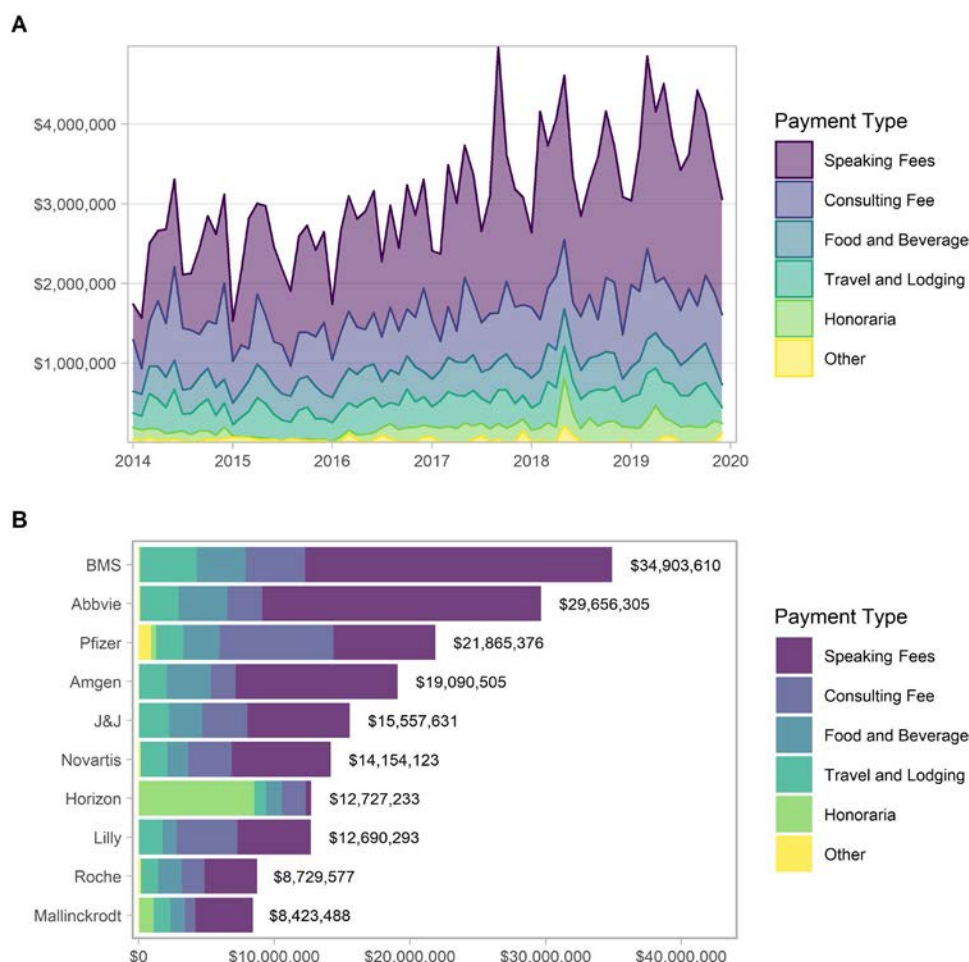 A
$4,000,000
$3,000,000
$2,000,000
$1,000,000
2014 2015 2016 2017 2018 2019 2020
Payment Type
Speaking Fees
Consulting Fee
Food and Beverage
Travel and Lodging
Honoraria
Other
B
BMS $34,903,610
Abbvie $29,656,305
Pfizer $21,865,376
Amgen $19,090,505
J&J $15,557,631
Novartis $14,154,123
Horizon $12,727,233
Lilly $12,690,293
Roche $8,729,577
Mallinckrodt $8,423,488
$0 $10,000,000 $20,000,000 $30,000,000 $40,000,000
Payment Type
Speaking Fees
Consulting Fee
Food and Beverage
Travel and Lodging
Honoraria
Other